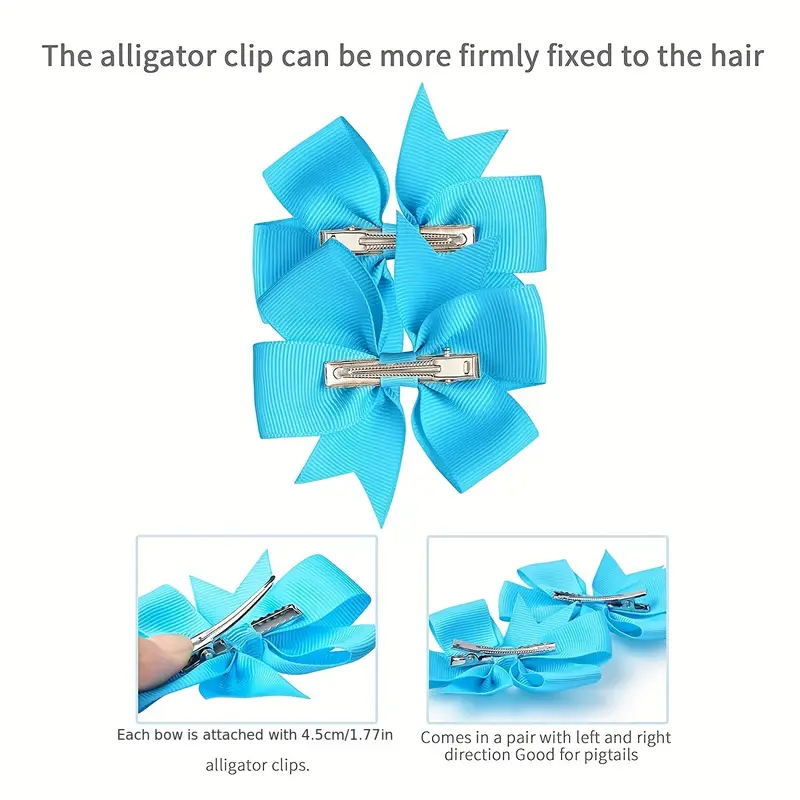 The alligator clip can be more firmly fixed to the hair
Each bow is attached with 4.5cm/1.77in
alligator clips.
Comes in a pair with left and right
direction Good for pigtails